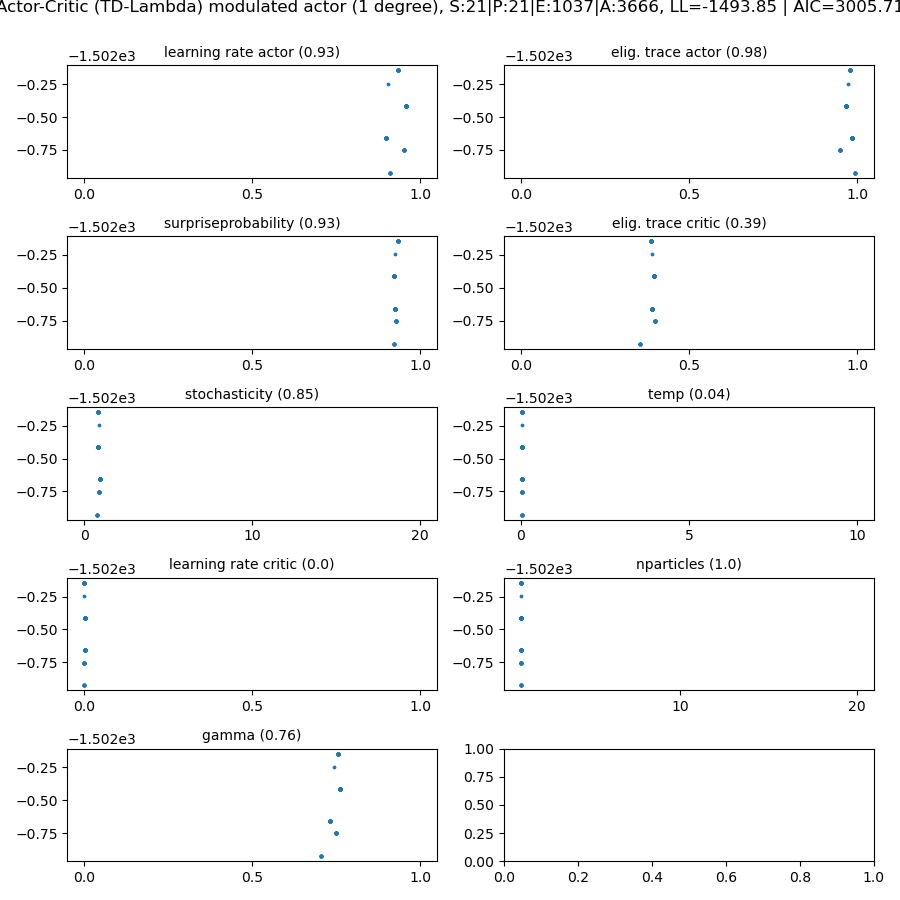 Actor-Critic (TD-Lambda) modulated actor (1 degree), S:21|P:21|E:1037|A:3666, LL=-1493.85 | AIC=3005.71
−1.502e3
learning rate actor (0.93)
−0.25
−0.50
−0.75
0.0 0.5 1.0
−1.502e3
elig. trace actor (0.98)
−0.25
−0.50
−0.75
0.0 0.5 1.0
−1.502e3
surpriseprobability (0.93)
−0.25
−0.50
−0.75
0.0 0.5 1.0
−1.502e3
elig. trace critic (0.39)
−0.25
−0.50
−0.75
0.0 0.5 1.0
−1.502e3
stochasticity (0.85)
−0.25
−0.50
−0.75
0 10 20
−1.502e3
temp (0.04)
−0.25
−0.50
−0.75
0 5 10
−1.502e3
learning rate critic (0.0)
−0.25
−0.50
−0.75
0.0 0.5 1.0
−1.502e3
nparticles (1.0)
−0.25
−0.50
−0.75
10 20
−1.502e3
gamma (0.76)
−0.25
−0.50
−0.75
0.0 0.5 1.0
1.00
0.75
0.50
0.25
0.00
0.0 0.2 0.4 0.6 0.8 1.0